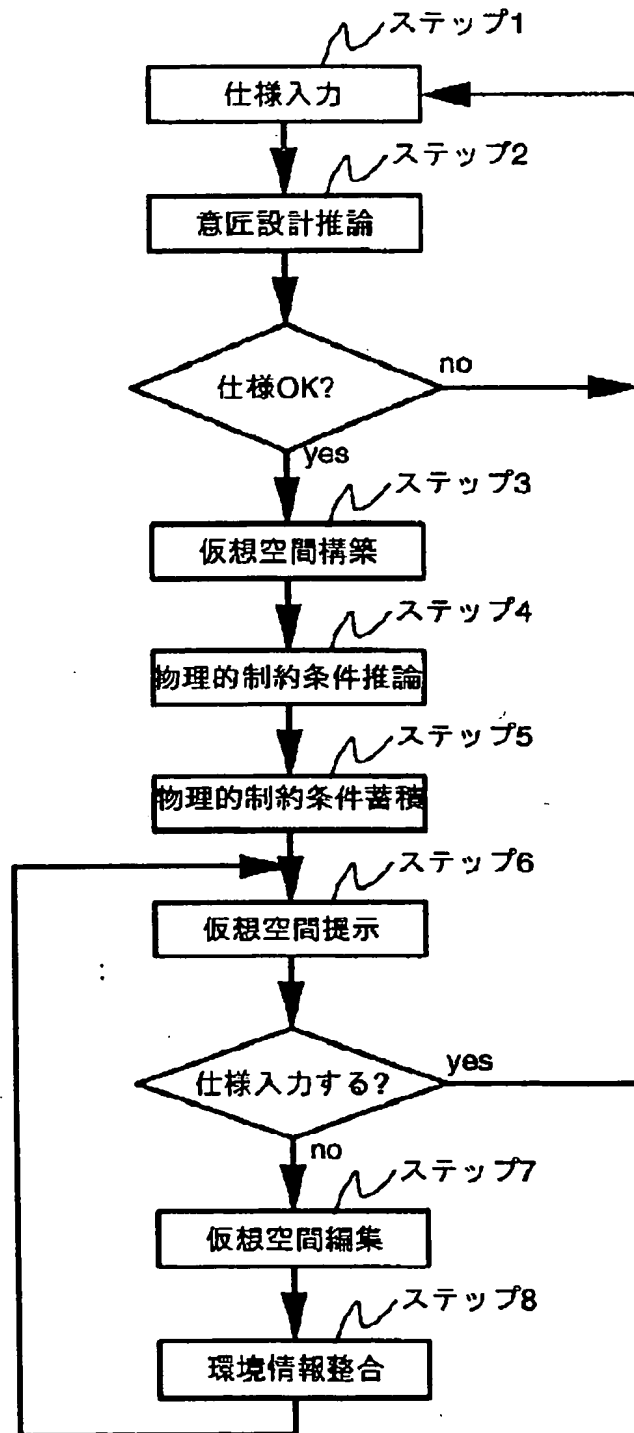 ステップ1
仕様入力
ステップ2
意匠設計推論
仕様OK?
no
yes
ステップ3
仮想空間構築
ステップ4
物理的制約条件推論
ステップ5
物理的制約条件蓄積
ステップ6
仮想空間提示
仕様入力する?
yes
no
ステップ7
仮想空間編集
ステップ8
環境情報整合